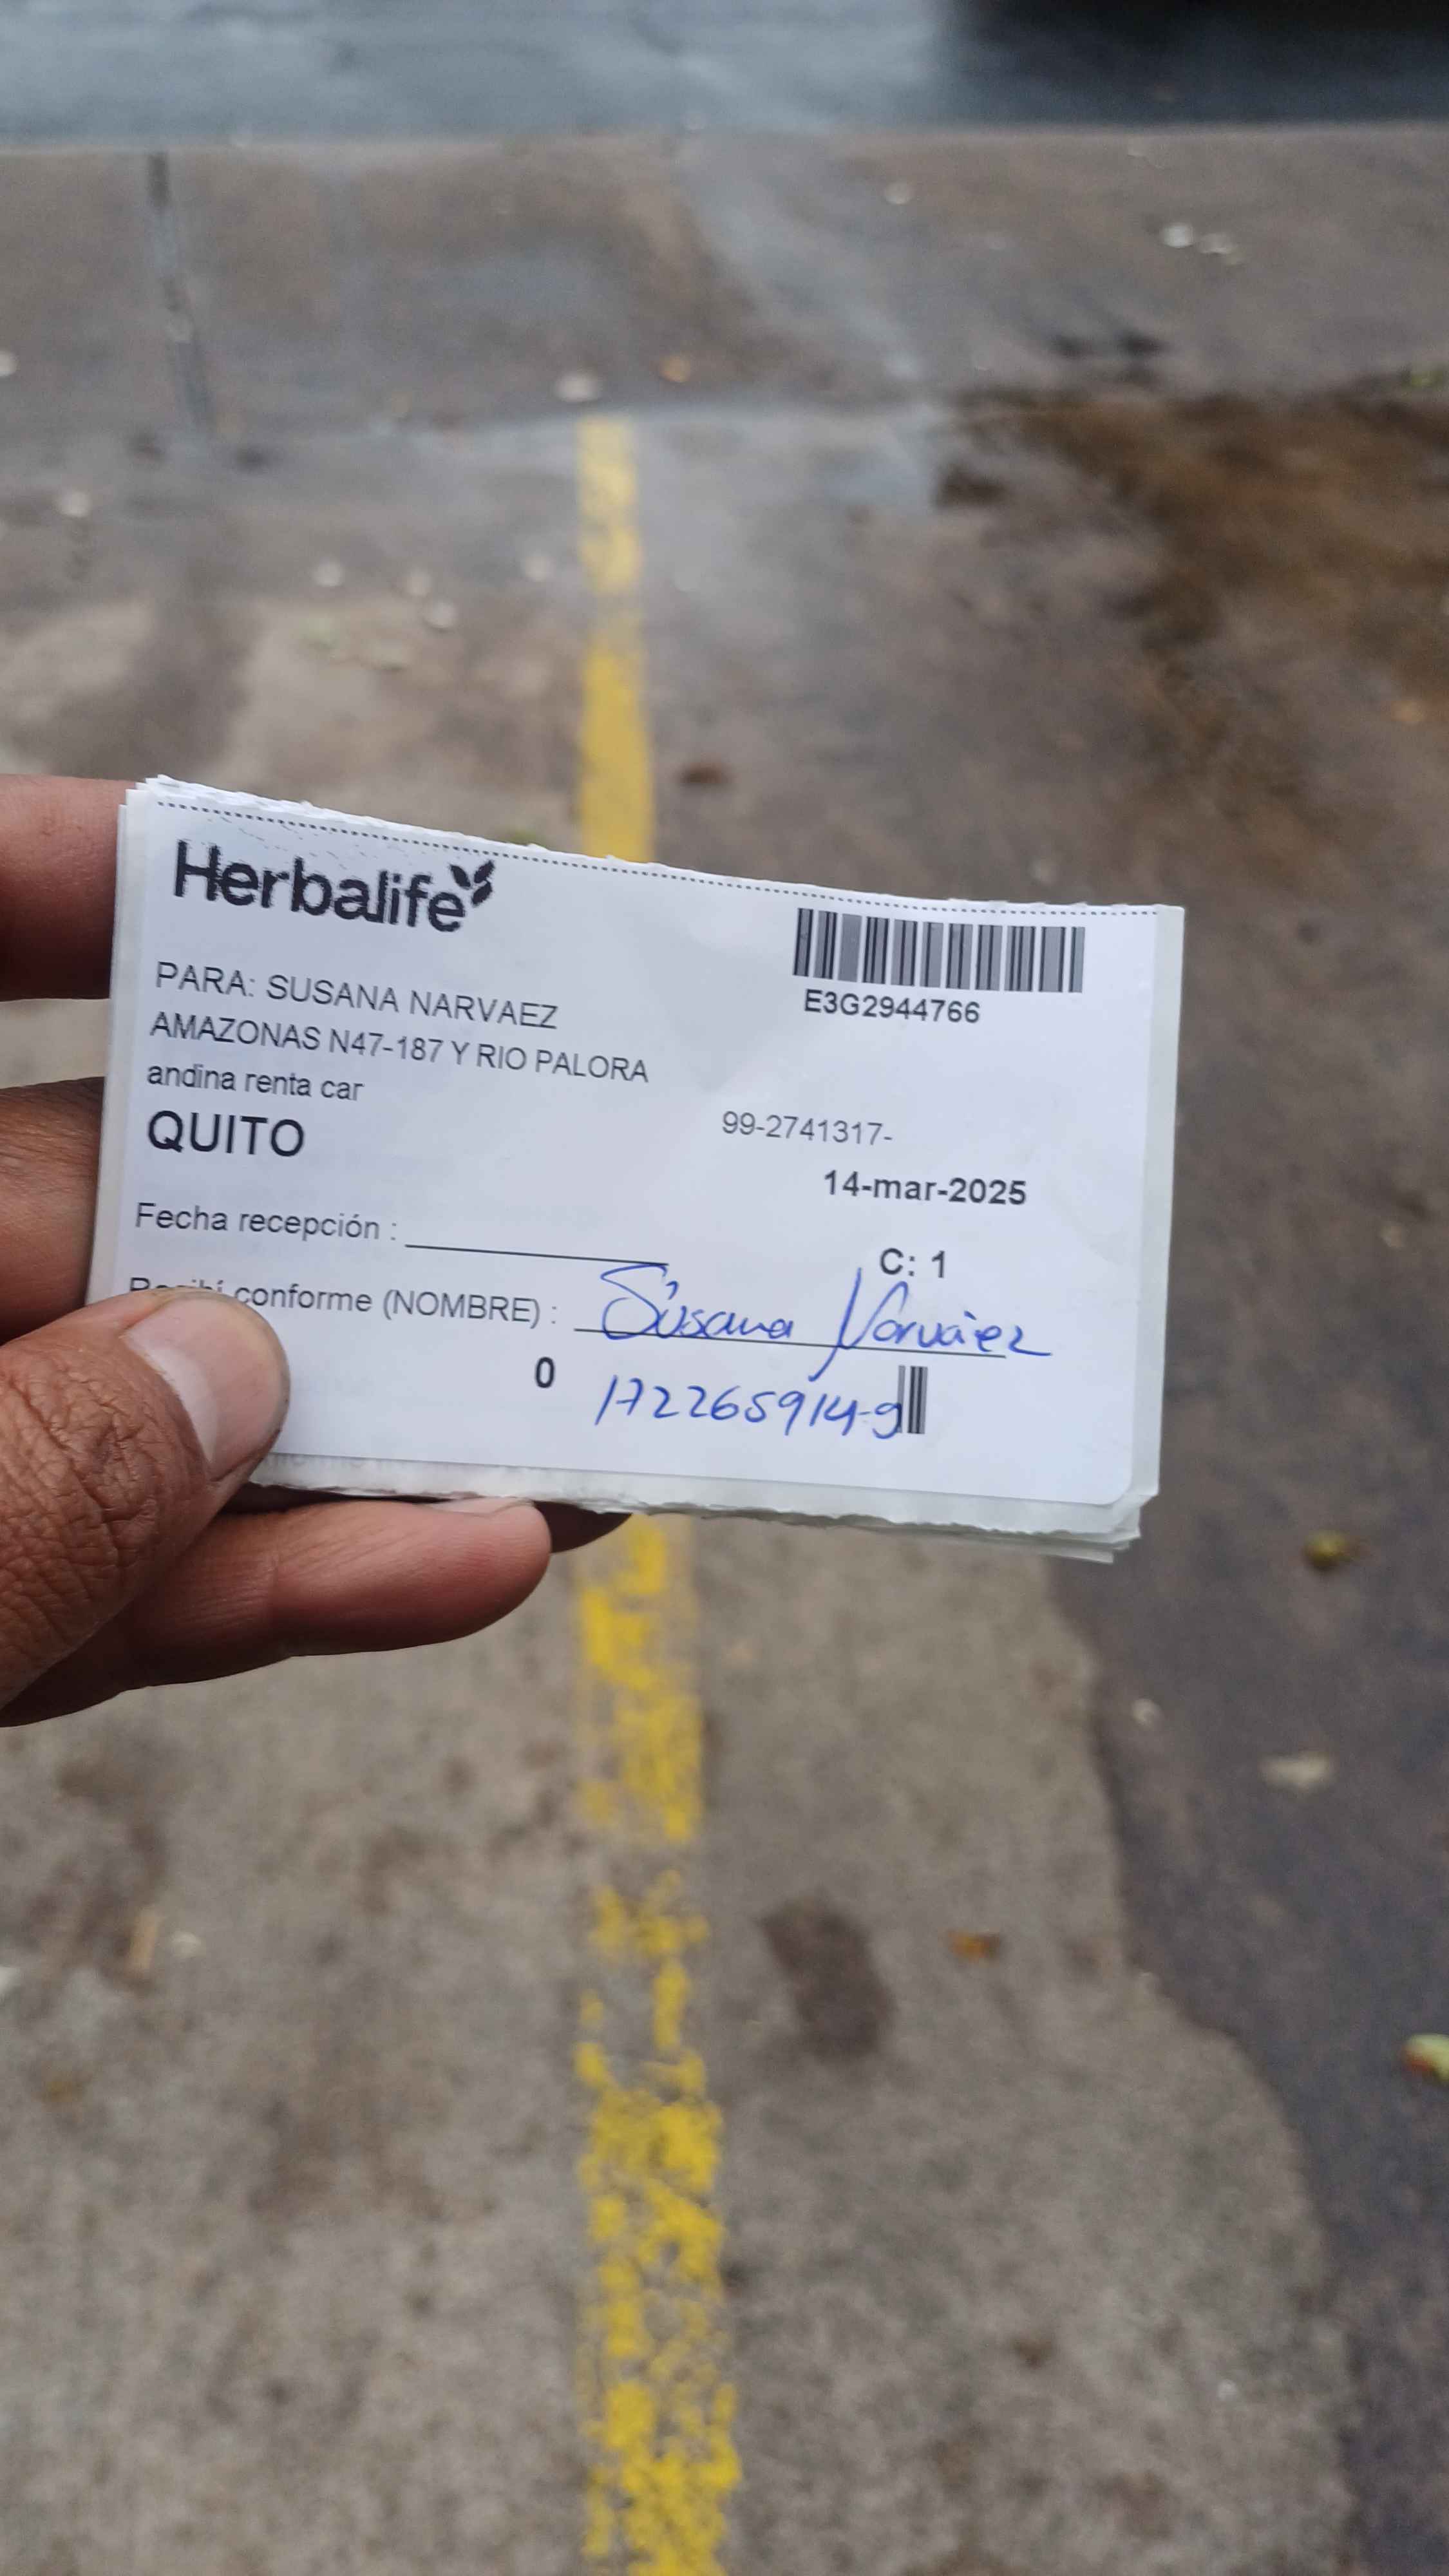 Herbalife
E3G2944766
PARA: SUSANA NARVAEZ
AMAZONAS N47-187 Y RIO PALORA
andina renta car
QUITO
99-2741317-
14-mar-2025
Fecha recepción :
C: 1
conforme (NOMBRE) : Susana Narváez
0 172265914-9